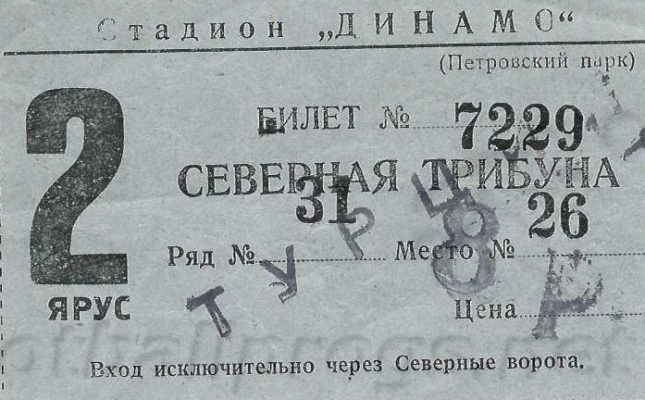 Стадион „ДИНАМО“
(Петровский парк)
2
ЯРУС
БИЛЕТ № 7229
СЕВЕРНАЯ ТРИБУНА
Ряд № 31 Место № 26
ТУРЦИЯ
8 Р
Цена
Вход исключительно через Северные ворота.